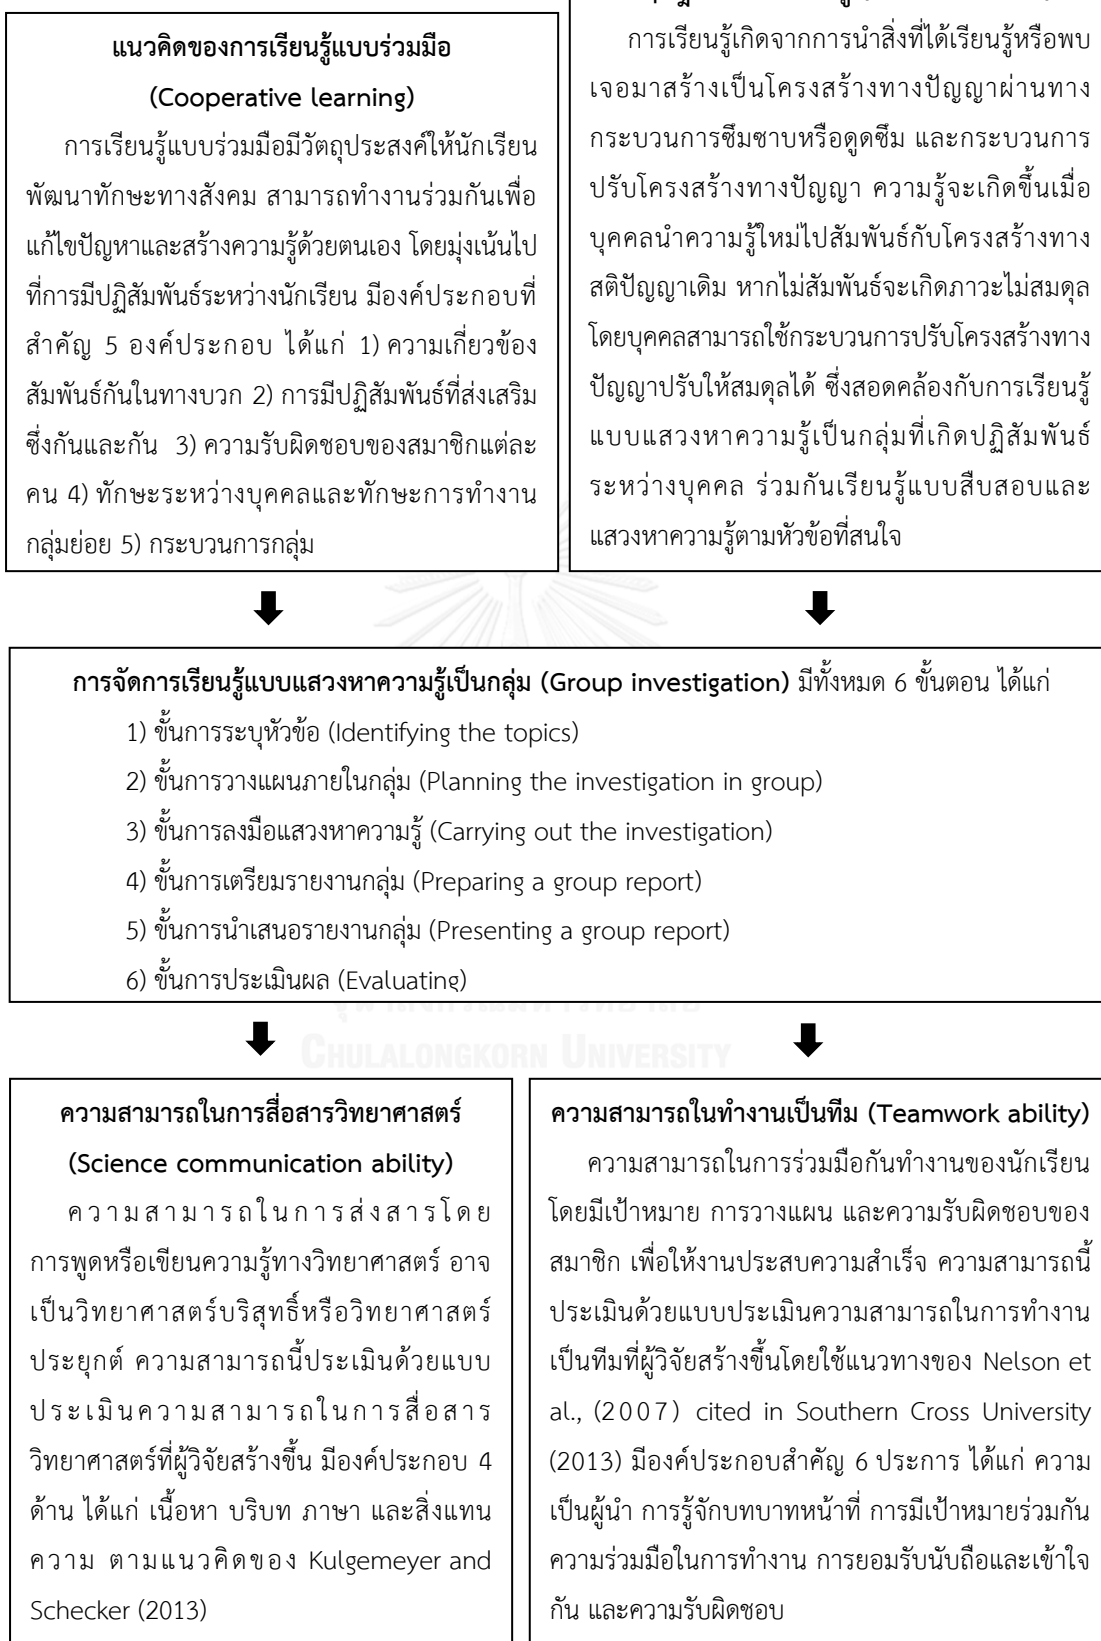 แนวคิดของการเรียนรู้แบบร่วมมือ
(Cooperative learning)
การเรียนรู้แบบร่วมมือมีวัตถุประสงค์ให้นักเรียน
พัฒนาทักษะทางสังคม สามารถทำงานร่วมกันเพื่อ
แก้ไขปัญหาและสร้างความรู้ด้วยตนเอง โดยมุ่งเน้นไป
ที่การมีปฏิสัมพันธ์ระหว่างนักเรียน มีองค์ประกอบที่
สำคัญ 5 องค์ประกอบ ได้แก่ 1) ความเกี่ยวข้อง
สัมพันธ์กันในทางบวก 2) การมีปฏิสัมพันธ์ที่ส่งเสริม
ซึ่งกันและกัน 3) ความรับผิดชอบของสมาชิกแต่ละ
คน 4) ทักษะระหว่างบุคคลและทักษะการทำงาน
กลุ่มย่อย 5) กระบวนการกลุ่ม
การเรียนรู้เกิดจากการนำสิ่งที่ได้เรียนรู้หรือพบ
เจอมาสร้างเป็นโครงสร้างทางปัญญาผ่านทาง
กระบวนการซึมซาบหรือดูดซึม และกระบวนการ
ปรับโครงสร้างทางปัญญา ความรู้จะเกิดขึ้นเมื่อ
บุคคลนำความรู้ใหม่ไปสัมพันธ์กับโครงสร้างทาง
สติปัญญาเดิม หากไม่สัมพันธ์จะเกิดภาวะไม่สมดุล
โดยบุคคลสามารถใช้กระบวนการปรับโครงสร้างทาง
ปัญญาปรับให้สมดุลได้ ซึ่งสอดคล้องกับการเรียนรู้
แบบแสวงหาความรู้เป็นกลุ่มที่เกิดปฏิสัมพันธ์
ระหว่างบุคคล ร่วมกันเรียนรู้แบบสืบสอบและ
แสวงหาความรู้ตามหัวข้อที่สนใจ
การจัดการเรียนรู้แบบแสวงหาความรู้เป็นกลุ่ม (Group investigation) มีทั้งหมด 6 ขั้นตอน ได้แก่
1) ขั้นการระบุหัวข้อ (Identifying the topics)
2) ขั้นการวางแผนภายในกลุ่ม (Planning the investigation in group)
3) ขั้นการลงมือแสวงหาความรู้ (Carrying out the investigation)
4) ขั้นการเตรียมรายงานกลุ่ม (Preparing a group report)
5) ขั้นการนำเสนอรายงานกลุ่ม (Presenting a group report)
6) ขั้นการประเมินผล (Evaluating)
CHULALONGKORN UNIVERSITY
ความสามารถในการสื่อสารวิทยาศาสตร์
(Science communication ability)
ความสามารถในการส่งสารโดย
การพูดหรือเขียนความรู้ทางวิทยาศาสตร์ อาจ
เป็นวิทยาศาสตร์บริสุทธิ์หรือวิทยาศาสตร์
ประยุกต์ ความสามารถนี้ประเมินด้วยแบบ
ประเมินความสามารถในการสื่อสาร
วิทยาศาสตร์ที่ผู้วิจัยสร้างขึ้น มีองค์ประกอบ 4
ด้าน ได้แก่ เนื้อหา บริบท ภาษา และสิ่งแทน
ความ ตามแนวคิดของ Kulgemeyer and
Schecker (2013)
ความสามารถในทำงานเป็นทีม (Teamwork ability)
ความสามารถในการร่วมมือกันทำงานของนักเรียน
โดยมีเป้าหมาย การวางแผน และความรับผิดชอบของ
สมาชิก เพื่อให้งานประสบความสำเร็จ ความสามารถนี้
ประเมินด้วยแบบประเมินความสามารถในการทำงาน
เป็นทีมที่ผู้วิจัยสร้างขึ้นโดยใช้แนวทางของ Nelson et
al., (2007) cited in Southern Cross University
(2013) มีองค์ประกอบสำคัญ 6 ประการ ได้แก่ ความ
เป็นผู้นำ การรู้จักบทบาทหน้าที่ การมีเป้าหมายร่วมกัน
ความร่วมมือในการทำงาน การยอมรับนับถือและเข้าใจ
กัน และความรับผิดชอบ